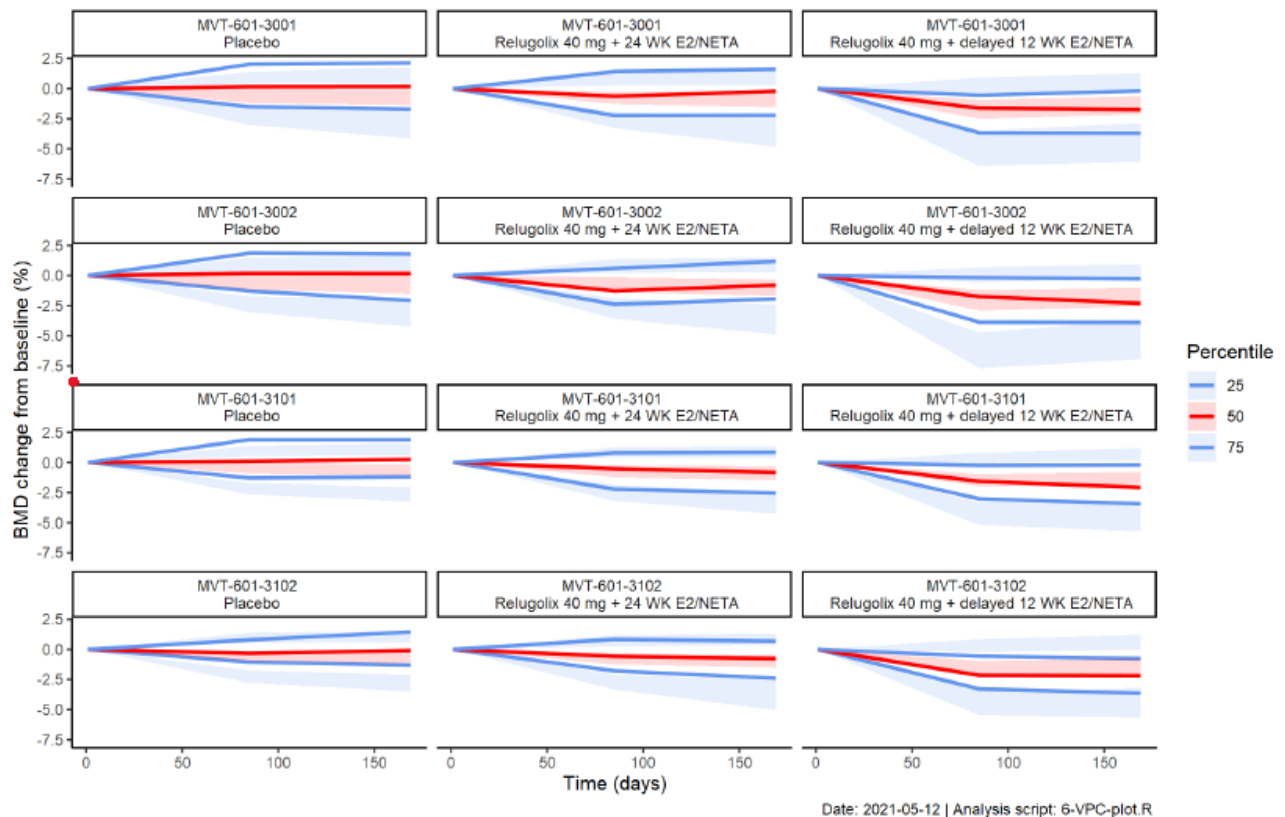 MVT-601-3001
Placebo
MVT-601-3001
Relugolix 40 mg + 24 WK E2/NETA
MVT-601-3001
Relugolix 40 mg + delayed 12 WK E2/NETA
2.5
0.0
-2.5
-5.0
-7.5
MVT-601-3002
Placebo
MVT-601-3002
Relugolix 40 mg + 24 WK E2/NETA
MVT-601-3002
Relugolix 40 mg + delayed 12 WK E2/NETA
2.5
0.0
-2.5
-5.0
-7.5
BMD change from baseline (%)
MVT-601-3101
Placebo
MVT-601-3101
Relugolix 40 mg + 24 WK E2/NETA
MVT-601-3101
Relugolix 40 mg + delayed 12 WK E2/NETA
2.5
0.0
-2.5
-5.0
-7.5
MVT-601-3102
Placebo
MVT-601-3102
Relugolix 40 mg + 24 WK E2/NETA
MVT-601-3102
Relugolix 40 mg + delayed 12 WK E2/NETA
2.5
0.0
-2.5
-5.0
-7.5
0 50 100 150
0 50 100 150
0 50 100 150
Time (days)
Percentile
25
50
75
Date: 2021-05-12 | Analysis script: 6-VPC-plot.R